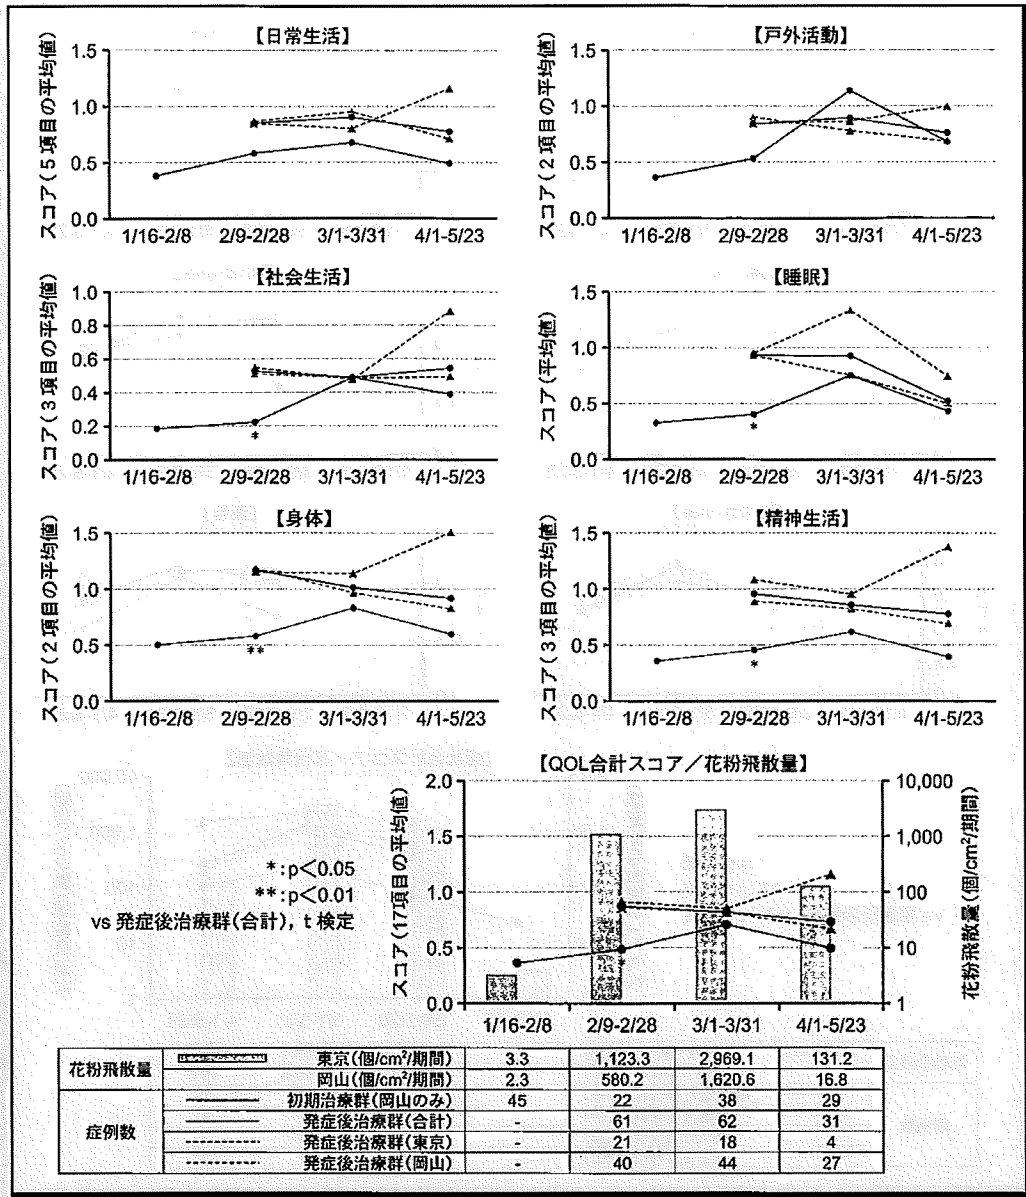 【日常生活】
スコア(5項目の平均値)
1.5
1.0
0.5
0.0
1/16-2/8 2/9-2/28 3/1-3/31 4/1-5/23
【戸外活動】
スコア(2項目の平均値)
1.5
1.0
0.5
0.0
1/16-2/8 2/9-2/28 3/1-3/31 4/1-5/23
【社会生活】
スコア(3項目の平均値)
1.0
0.8
0.6
0.4
0.2
0.0
*
1/16-2/8 2/9-2/28 3/1-3/31 4/1-5/23
【睡眠】
スコア(平均値)
1.5
1.0
0.5
0.0
*
1/16-2/8 2/9-2/28 3/1-3/31 4/1-5/23
【身体】
スコア(2項目の平均値)
1.5
1.0
0.5
0.0
**
1/16-2/8 2/9-2/28 3/1-3/31 4/1-5/23
【精神生活】
スコア(3項目の平均値)
1.5
1.0
0.5
0.0
*
1/16-2/8 2/9-2/28 3/1-3/31 4/1-5/23
*:p<0.05
**:p<0.01
vs 発症後治療群(合計), t 検定
【QOL合計スコア/花粉飛散量】
スコア(17項目の平均値)
2.0
1.5
1.0
0.5
0.0
*
10,000
1,000
100
10
1
花粉飛散量(個/cm²/期間)
1/16-2/8 2/9-2/28 3/1-3/31 4/1-5/23
花粉飛散量 東京(個/cm²/期間) 3.3 1,123.3 2,969.1 131.2
岡山(個/cm²/期間) 2.3 580.2 1,620.6 16.8
症例数 初期治療群(岡山のみ) 45 22 38 29
発症後治療群(合計) - 61 62 31
発症後治療群(東京) - 21 18 4
発症後治療群(岡山) - 40 44 27